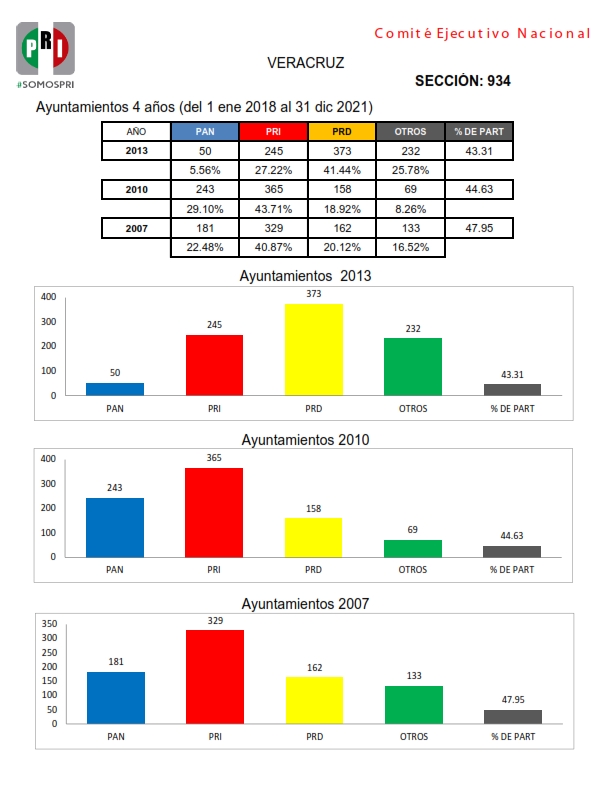 PRI
#SOMOSPRI
Comité Ejecutivo Nacional
VERACRUZ
SECCIÓN: 934
Ayuntamientos 4 años (del 1 ene 2018 al 31 dic 2021)
AÑO PAN PRI PRD OTROS % DE PART
2013 50 245 373 232 43.31
5.56% 27.22% 41.44% 25.78%
2010 243 365 158 69 44.63
29.10% 43.71% 18.92% 8.26%
2007 181 329 162 133 47.95
22.48% 40.87% 20.12% 16.52%
Ayuntamientos 2013
400
300
200
100
0
50 245 373 232 43.31
PAN PRI PRD OTROS % DE PART
Ayuntamientos 2010
400
300
200
100
0
243 365 158 69 44.63
PAN PRI PRD OTROS % DE PART
Ayuntamientos 2007
350
300
250
200
150
100
50
0
181 329 162 133 47.95
PAN PRI PRD OTROS % DE PART